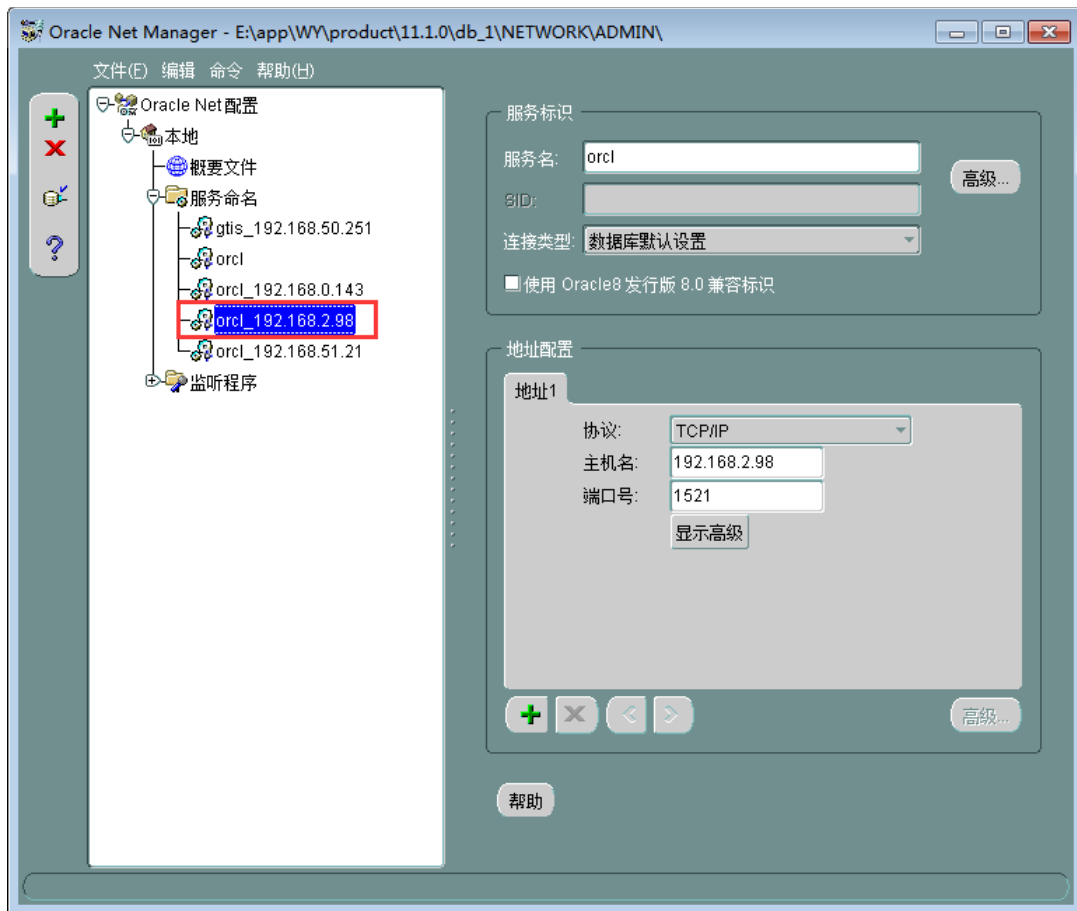 Oracle Net Manager - E:\app\WY\product\11.1.0\db_1\NETWORK\ADMIN\
文件(F) 编辑 命令 帮助(H)
Oracle Net 配置
本地
概要文件
服务命名
gtis_192.168.50.251
orcl
orcl_192.168.0.143
orcl_192.168.2.98
orcl_192.168.51.21
监听程序
服务标识
服务名: orcl
高级...
SID:
连接类型: 数据库默认设置
使用 Oracle8 发行版 8.0 兼容标识
地址配置
地址1
协议: TCP/IP
主机名: 192.168.2.98
端口号: 1521
显示高级
高级...
帮助